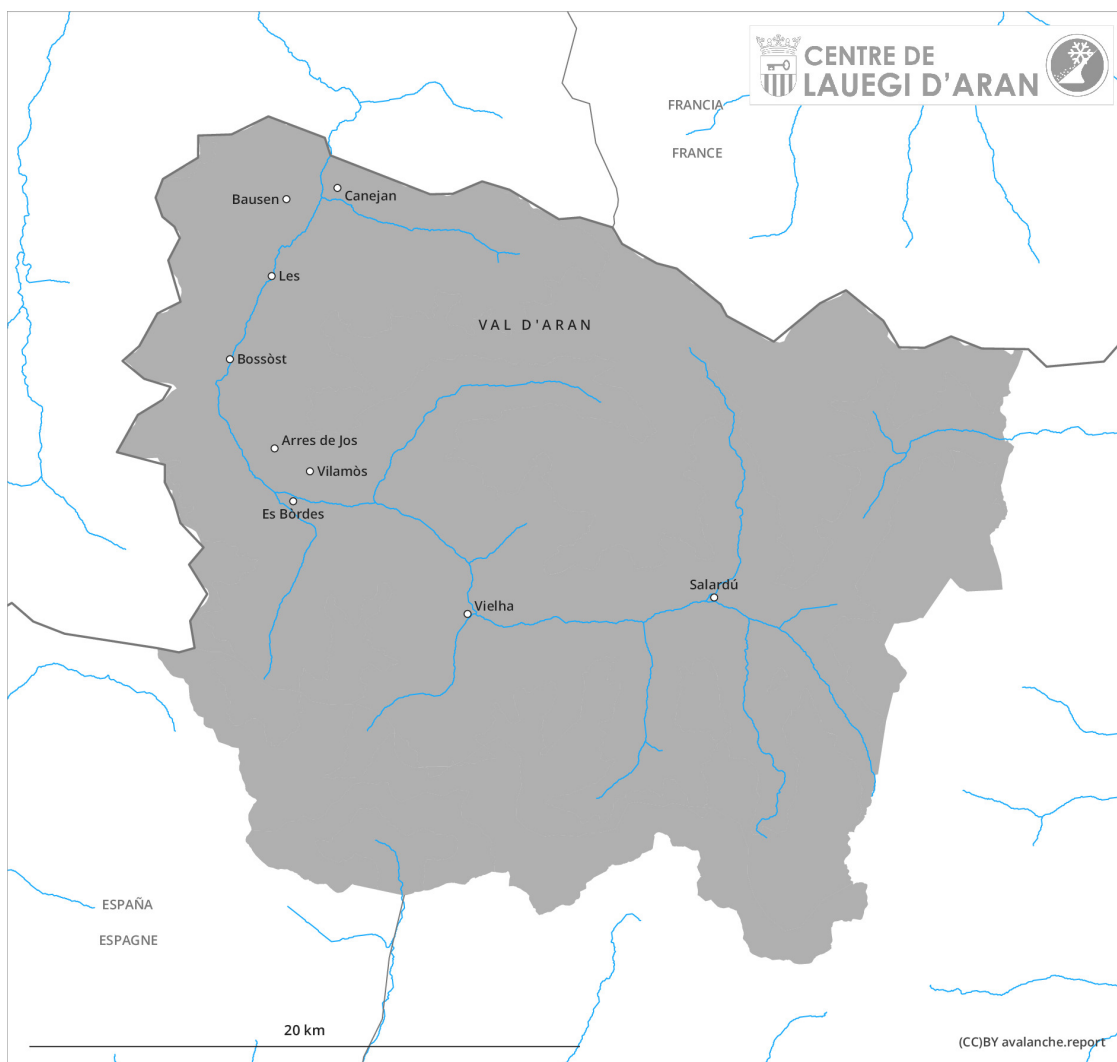 CENTRE DE
LAUEGI D'ARAN
FRANCIA
FRANCE
Canejan
Bausen
Les
VAL D'ARAN
Bossòst
Arres de Jos
Vilamòs
Es Bòrdes
Salardú
Vielha
ESPAÑA
ESPAGNE
20 km
(CC)BY avalanche.report